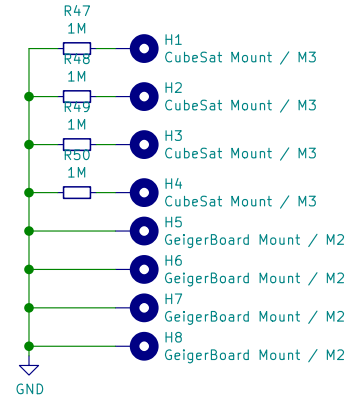 R47
1M
H1
CubeSat Mount / M3
R48
1M
H2
CubeSat Mount / M3
R49
1M
H3
CubeSat Mount / M3
R50
1M
H4
CubeSat Mount / M3
H5
GeigerBoard Mount / M2
H6
GeigerBoard Mount / M2
H7
GeigerBoard Mount / M2
H8
GeigerBoard Mount / M2
GND